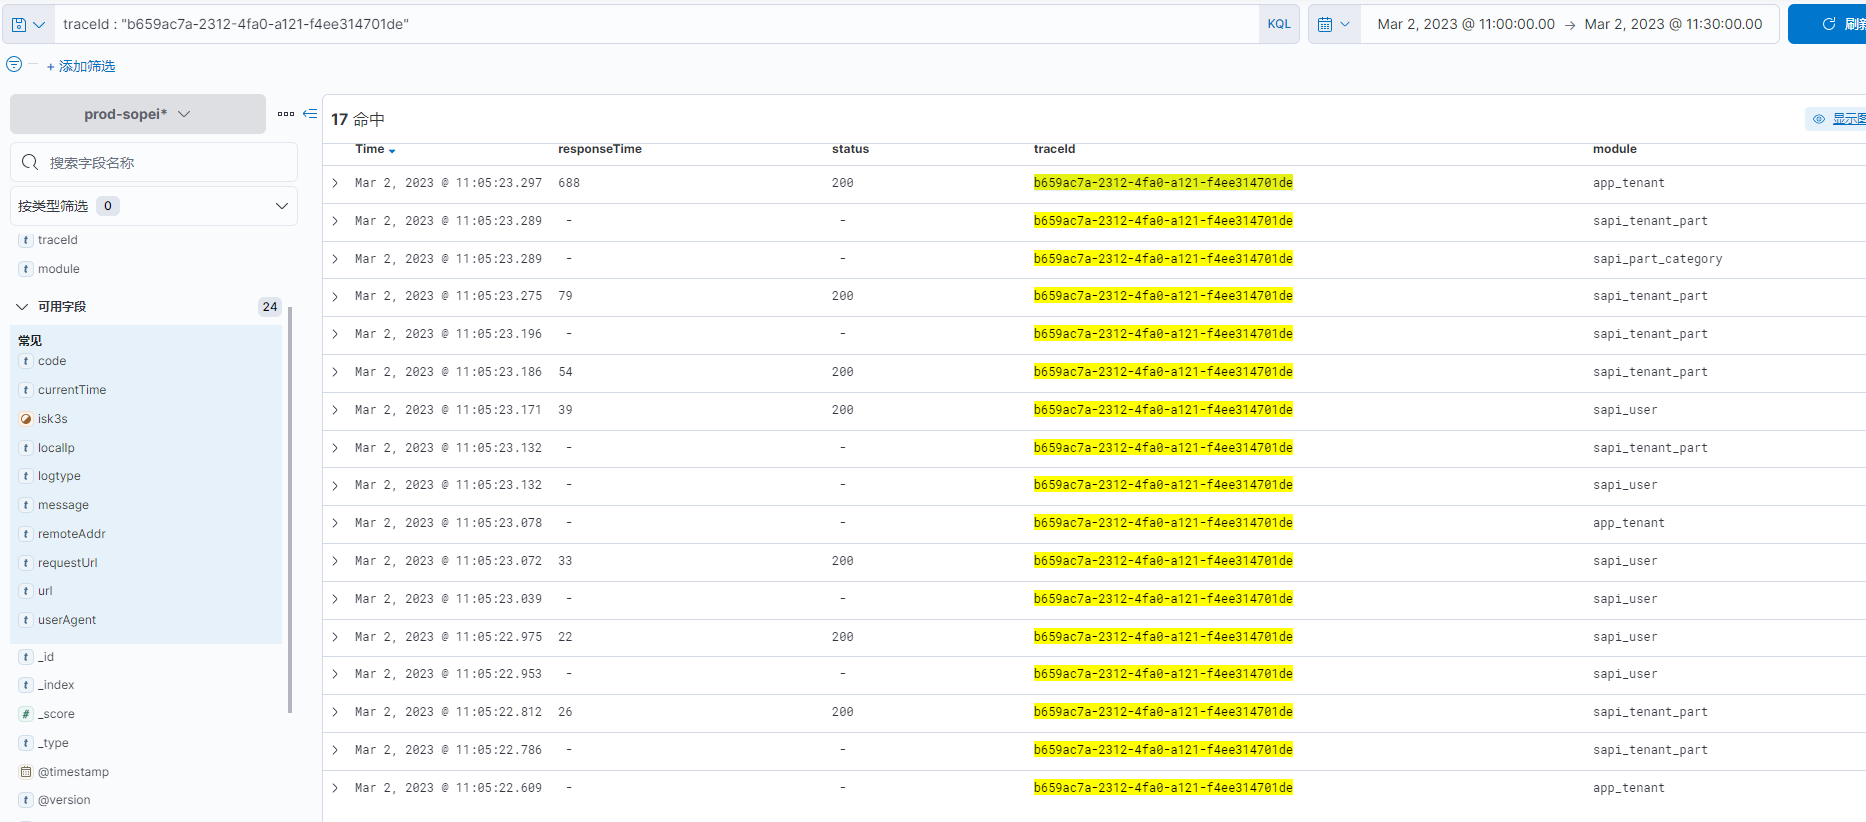 traceId : "b659ac7a-2312-4fa0-a121-f4ee314701de"
KQL
Mar 2, 2023 @ 11:00:00.00 → Mar 2, 2023 @ 11:30:00.00
+ 添加筛选
prod-sopei*
17 命中
搜索字段名称
按类型筛选 0
t traceId
t module
可用字段 24
常见
t code
t currentTime
isk3s
t localIp
t logtype
t message
t remoteAddr
t requestUrl
t url
t userAgent
t _id
t _index
# _score
t _type
@timestamp
t @version
Time responseTime status traceId module
Mar 2, 2023 @ 11:05:23.297 688 200 b659ac7a-2312-4fa0-a121-f4ee314701de app_tenant
Mar 2, 2023 @ 11:05:23.289 - - b659ac7a-2312-4fa0-a121-f4ee314701de sapi_tenant_part
Mar 2, 2023 @ 11:05:23.289 - - b659ac7a-2312-4fa0-a121-f4ee314701de sapi_part_category
Mar 2, 2023 @ 11:05:23.275 79 200 b659ac7a-2312-4fa0-a121-f4ee314701de sapi_tenant_part
Mar 2, 2023 @ 11:05:23.196 - - b659ac7a-2312-4fa0-a121-f4ee314701de sapi_tenant_part
Mar 2, 2023 @ 11:05:23.186 54 200 b659ac7a-2312-4fa0-a121-f4ee314701de sapi_tenant_part
Mar 2, 2023 @ 11:05:23.171 39 200 b659ac7a-2312-4fa0-a121-f4ee314701de sapi_user
Mar 2, 2023 @ 11:05:23.132 - - b659ac7a-2312-4fa0-a121-f4ee314701de sapi_tenant_part
Mar 2, 2023 @ 11:05:23.132 - - b659ac7a-2312-4fa0-a121-f4ee314701de sapi_user
Mar 2, 2023 @ 11:05:23.078 - - b659ac7a-2312-4fa0-a121-f4ee314701de app_tenant
Mar 2, 2023 @ 11:05:23.072 33 200 b659ac7a-2312-4fa0-a121-f4ee314701de sapi_user
Mar 2, 2023 @ 11:05:23.039 - - b659ac7a-2312-4fa0-a121-f4ee314701de sapi_user
Mar 2, 2023 @ 11:05:22.975 22 200 b659ac7a-2312-4fa0-a121-f4ee314701de sapi_user
Mar 2, 2023 @ 11:05:22.953 - - b659ac7a-2312-4fa0-a121-f4ee314701de sapi_user
Mar 2, 2023 @ 11:05:22.812 26 200 b659ac7a-2312-4fa0-a121-f4ee314701de sapi_tenant_part
Mar 2, 2023 @ 11:05:22.786 - - b659ac7a-2312-4fa0-a121-f4ee314701de sapi_tenant_part
Mar 2, 2023 @ 11:05:22.609 - - b659ac7a-2312-4fa0-a121-f4ee314701de app_tenant